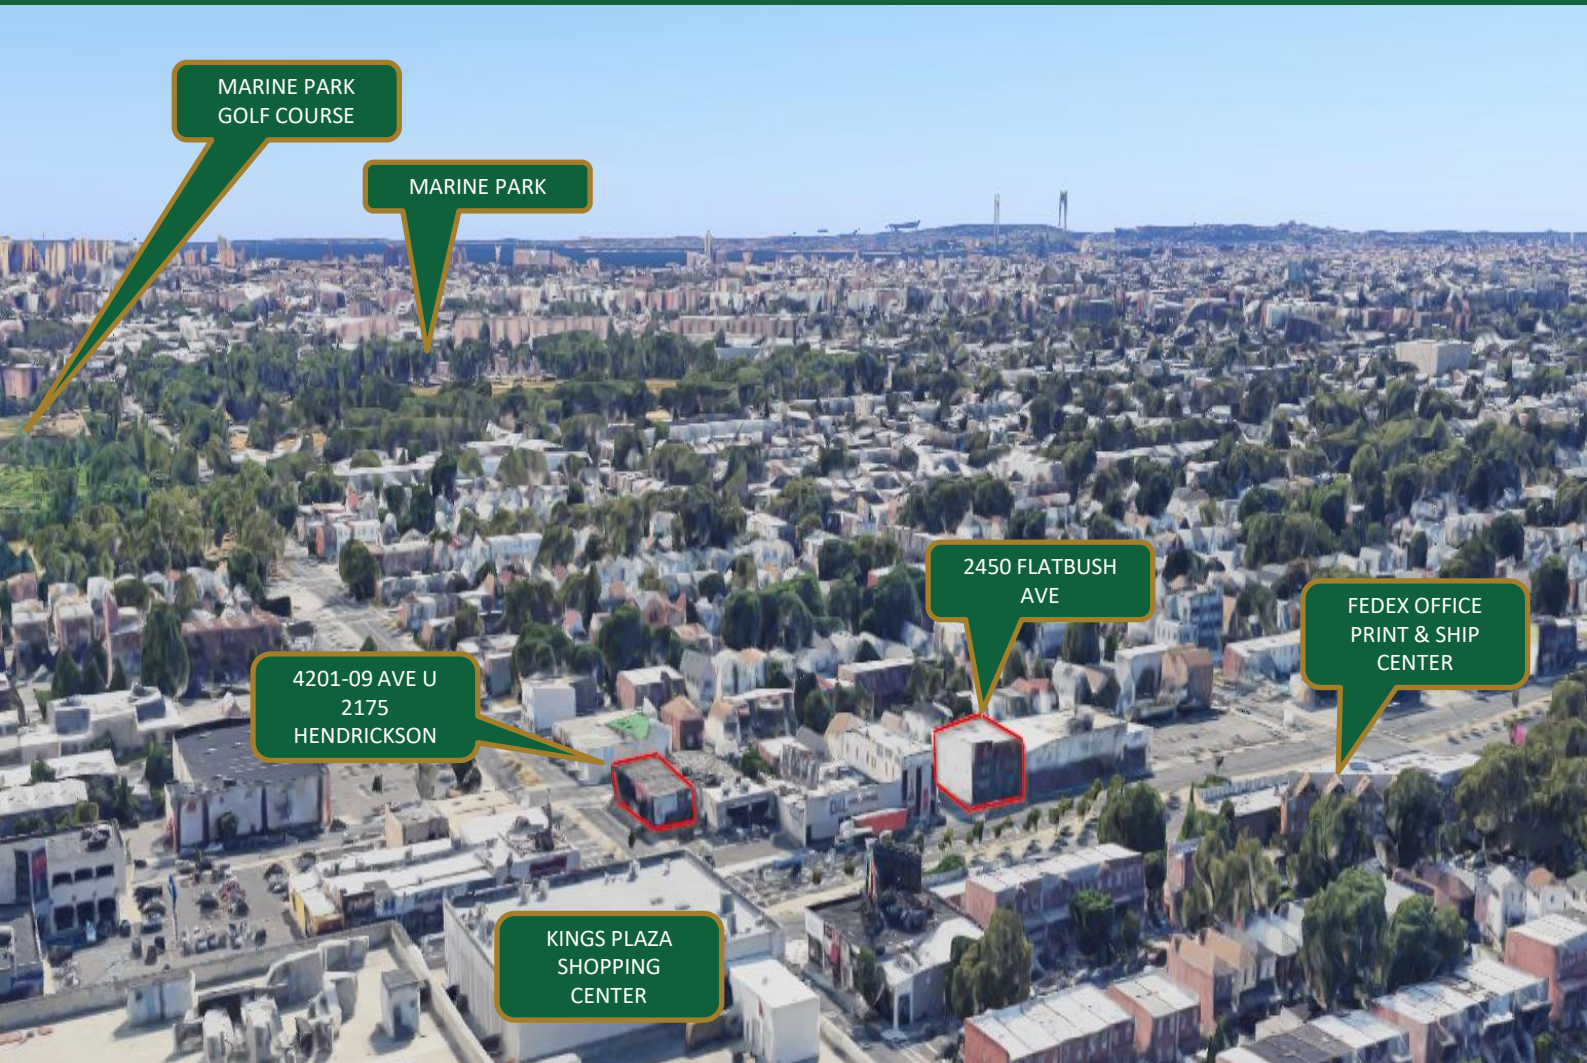 MARINE PARK
GOLF COURSE
MARINE PARK
2450 FLATBUSH
AVE
FEDEX OFFICE
PRINT & SHIP
CENTER
4201-09 AVE U
2175
HENDRICKSON
KINGS PLAZA
SHOPPING
CENTER